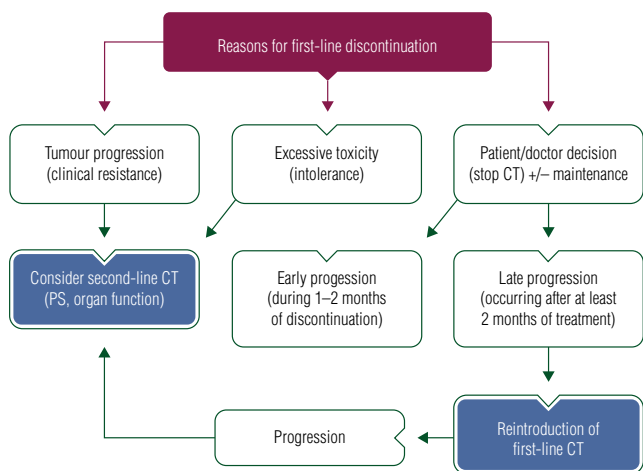 Reasons for first-line discontinuation
Tumour progression
(clinical resistance)
Excessive toxicity
(intolerance)
Patient/doctor decision
(stop CT) +/– maintenance
Consider second-line CT
(PS, organ function)
Early progession
(during 1–2 months
of discontinuation)
Late progression
(occurring after at least
2 months of treatment)
Progression
Reintroduction of
first-line CT